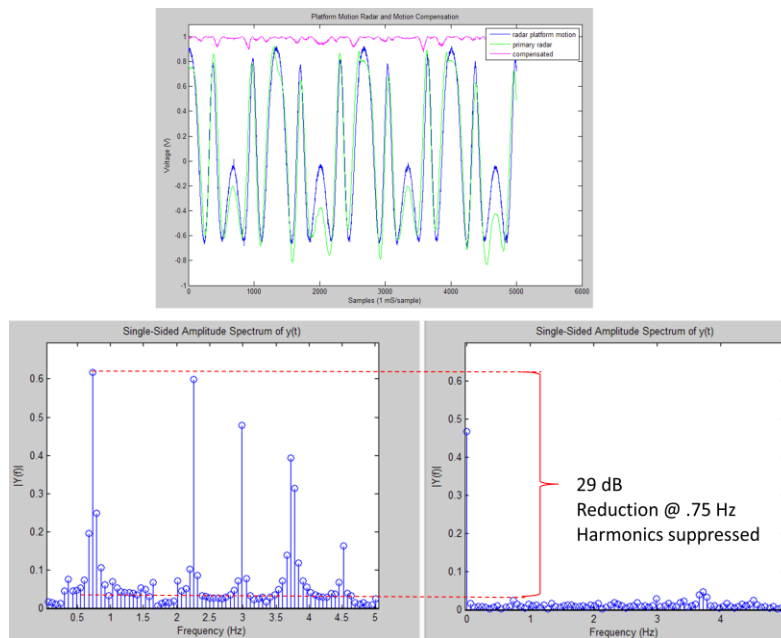 Platform Motion Radar and Motion Compensation
radar platform motion
primary radar
compensated
Voltage (V)
1
0.8
0.6
0.4
0.2
0
-0.2
-0.4
-0.6
-0.8
-1
0 1000 2000 3000 4000 5000 6000
Samples (1 mS/sample)
Single-Sided Amplitude Spectrum of y(t)
|Y(f)|
0.6
0.5
0.4
0.3
0.2
0.1
0
0.5 1 1.5 2 2.5 3 3.5 4 4.5 5
Frequency (Hz)
Single-Sided Amplitude Spectrum of y(t)
|Y(f)|
0.6
0.5
0.4
0.3
0.2
0.1
0
0 1 2 3 4
Frequency (Hz)
29 dB
Reduction @ .75 Hz
Harmonics suppressed